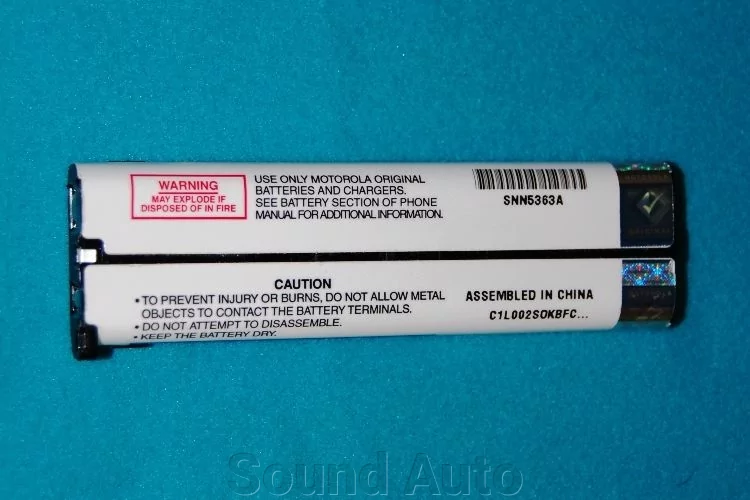 WARNING
MAY EXPLODE IF
DISPOSED OF IN FIRE
USE ONLY MOTOROLA ORIGINAL
BATTERIES AND CHARGERS.
SEE BATTERY SECTION OF PHONE
MANUAL FOR ADDITIONAL INFORMATION.
SNN5363A
ORIGINAL
CAUTION
• TO PREVENT INJURY OR BURNS, DO NOT ALLOW METAL
OBJECTS TO CONTACT THE BATTERY TERMINALS.
• DO NOT ATTEMPT TO DISASSEMBLE.
• KEEP THE BATTERY DRY.
ASSEMBLED IN CHINA
C1L002SOKBFC...
Sound Auto